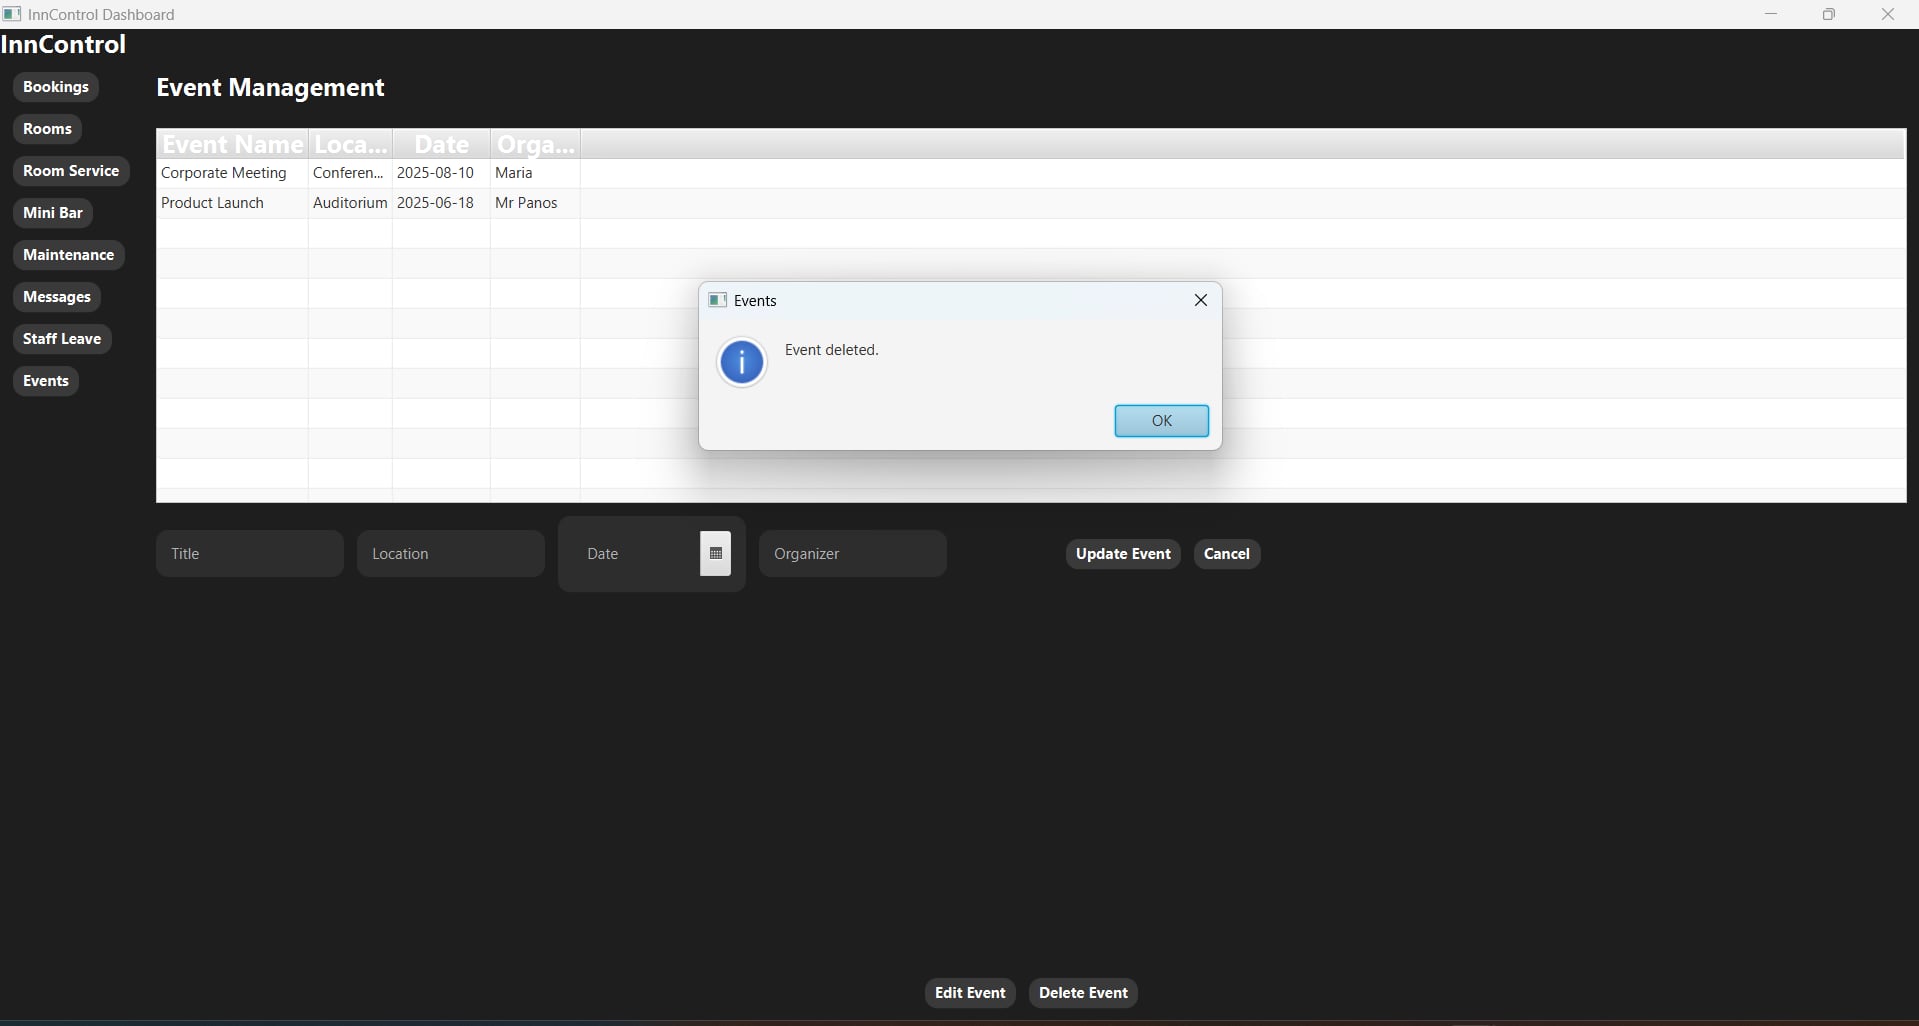 InnControl Dashboard
InnControl
Bookings
Rooms
Room Service
Mini Bar
Maintenance
Messages
Staff Leave
Events
Event Management
Event Name Loca... Date Orga...
Corporate Meeting Conferen... 2025-08-10 Maria
Product Launch Auditorium 2025-06-18 Mr Panos
Events
i
Event deleted.
OK
Title Location Date Organizer Update Event Cancel
Edit Event Delete Event